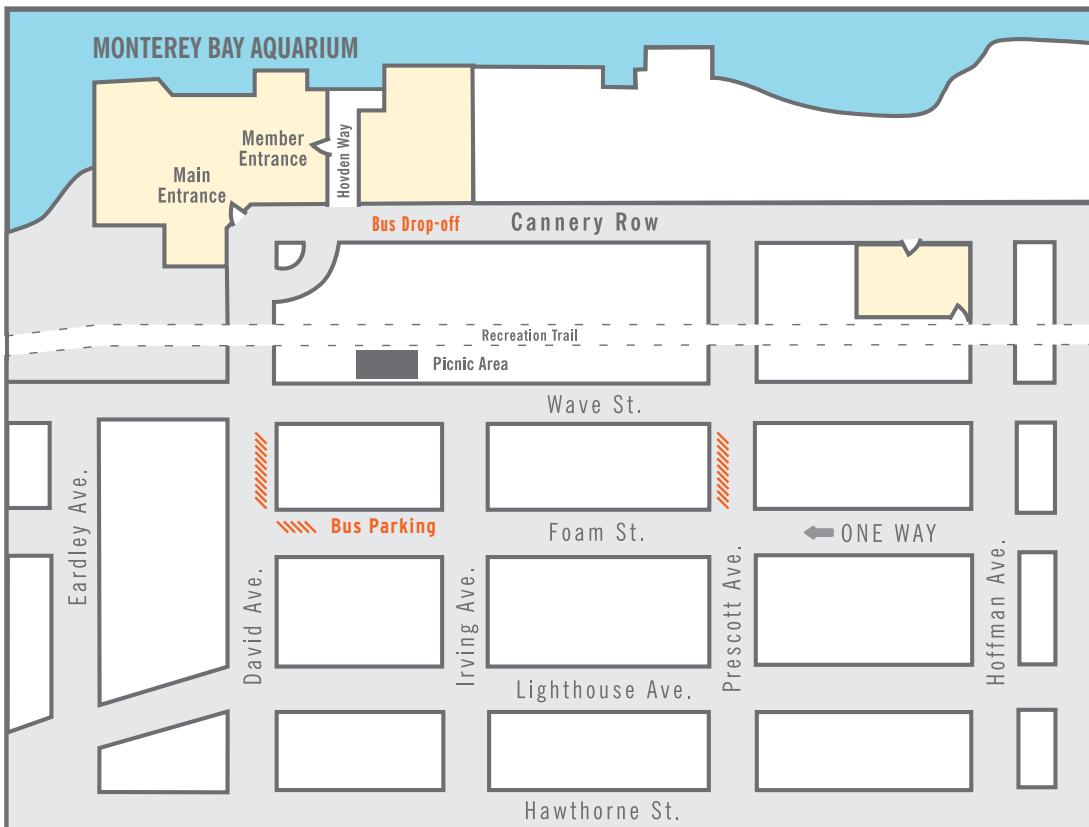 MONTEREY BAY AQUARIUM
Member
Entrance
Main
Entrance
Hovden Way
Bus Drop-off
Cannery Row
Recreation Trail
Picnic Area
Wave St.
Eardley Ave.
Bus Parking
Foam St.
ONE WAY
David Ave.
Irving Ave.
Prescott Ave.
Hoffman Ave.
Lighthouse Ave.
Hawthorne St.